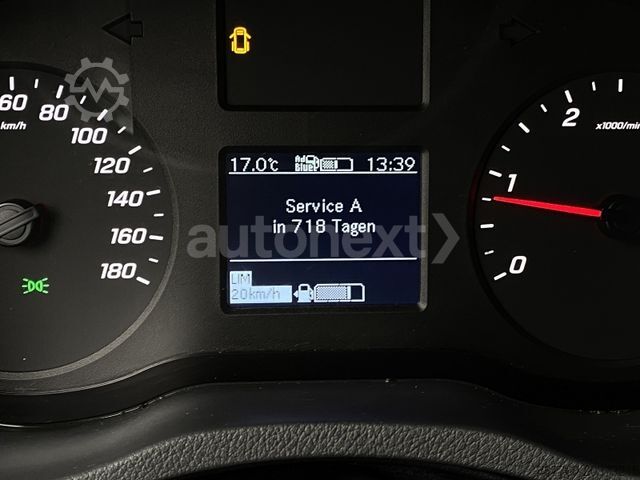 60
80
km/h
100
120
140
160
180
17.0°C AdBlue 13:39
Service A
in 718 Tagen
autonext
LIM
20km/h
2
x1000/min
1
0